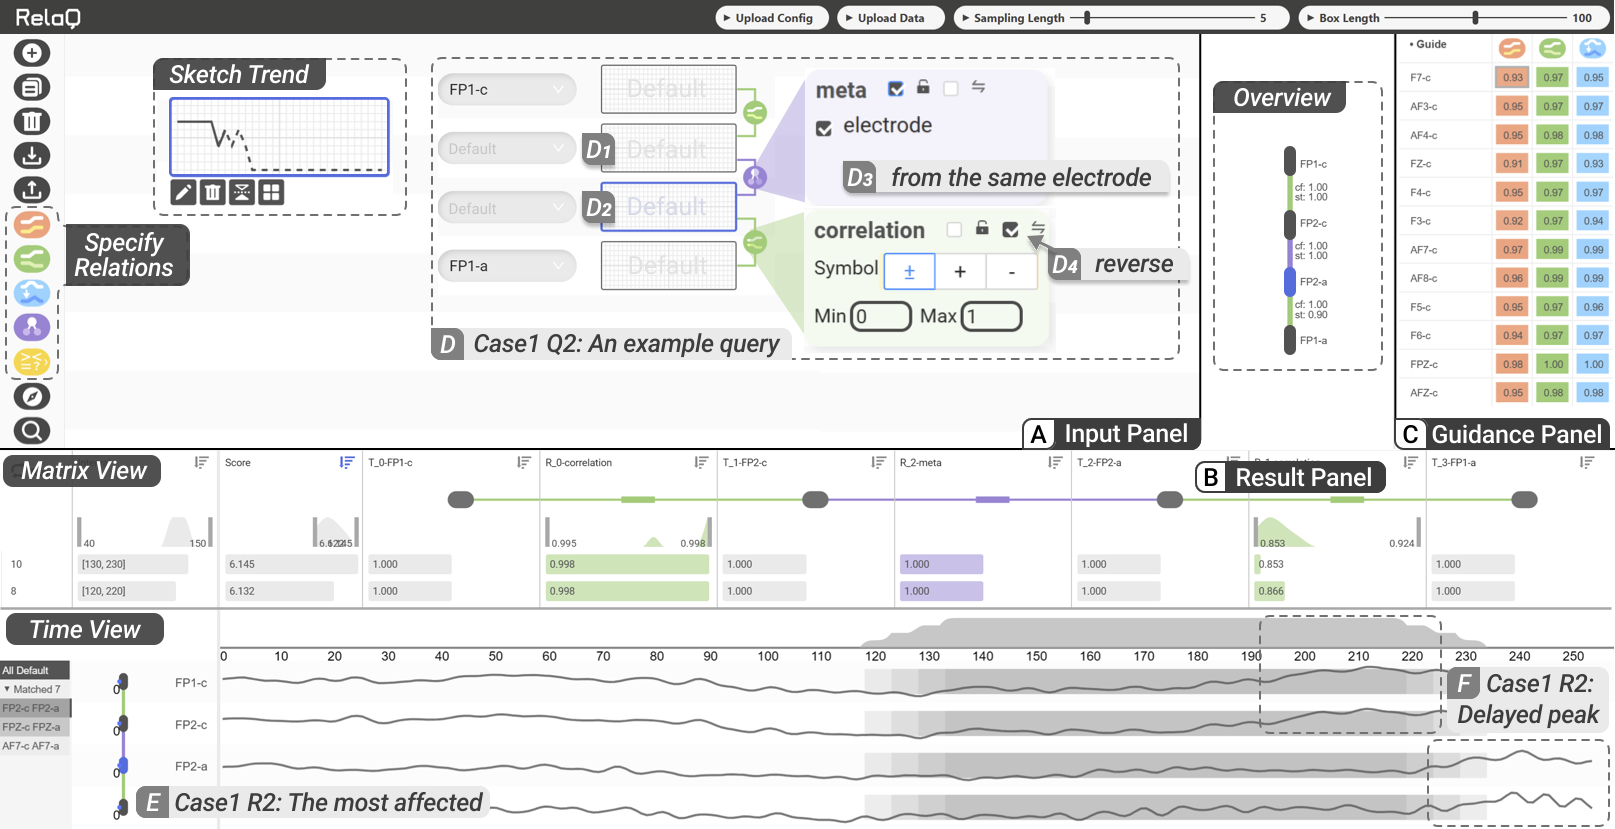 RelaQ
Upload Config
Upload Data
Sampling Length 5
Box Length 100
Sketch Trend
Specify
Relations
FP1-c
Default
Default
FP1-a
Default
Default
Default
Default
D1
D2
meta
electrode
D3 from the same electrode
correlation
Symbol ± + -
Min 0 Max 1
D4 reverse
D Case1 Q2: An example query
A Input Panel
Overview
FP1-c
cf: 1.00
st: 1.00
FP2-c
cf: 1.00
st: 1.00
FP2-a
cf: 1.00
st: 0.90
FP1-a
• Guide
F7-c 0.93 0.97 0.95
AF3-c 0.95 0.97 0.97
AF4-c 0.95 0.98 0.98
FZ-c 0.91 0.97 0.93
F4-c 0.95 0.97 0.97
F3-c 0.92 0.97 0.94
AF7-c 0.97 0.99 0.99
AF8-c 0.96 0.99 0.99
F5-c 0.95 0.97 0.96
F6-c 0.94 0.97 0.97
FPZ-c 0.98 1.00 1.00
AFZ-c 0.95 0.98 0.98
C Guidance Panel
Matrix View
Score T_0-FP1-c R_0-correlation T_1-FP2-c R_2-meta T_2-FP2-a T_3-FP1-a
B Result Panel
40 150 0.995 0.998 0.853 0.924
10 [130, 230] 6.145 1.000 0.998 1.000 1.000 1.000 0.853 1.000
8 [120, 220] 6.132 1.000 0.998 1.000 1.000 1.000 0.866 1.000
Time View
0 10 20 30 40 50 60 70 80 90 100 110 120 130 140 150 160 170 180 190 200 210 220 230 240 250
All Default
Matched 7
FP2-c FP2-a
FPZ-c FPZ-a
AF7-c AF7-a
0 FP1-c
0 FP2-c
0 FP2-a
0
E Case1 R2: The most affected
F Case1 R2:
Delayed peak